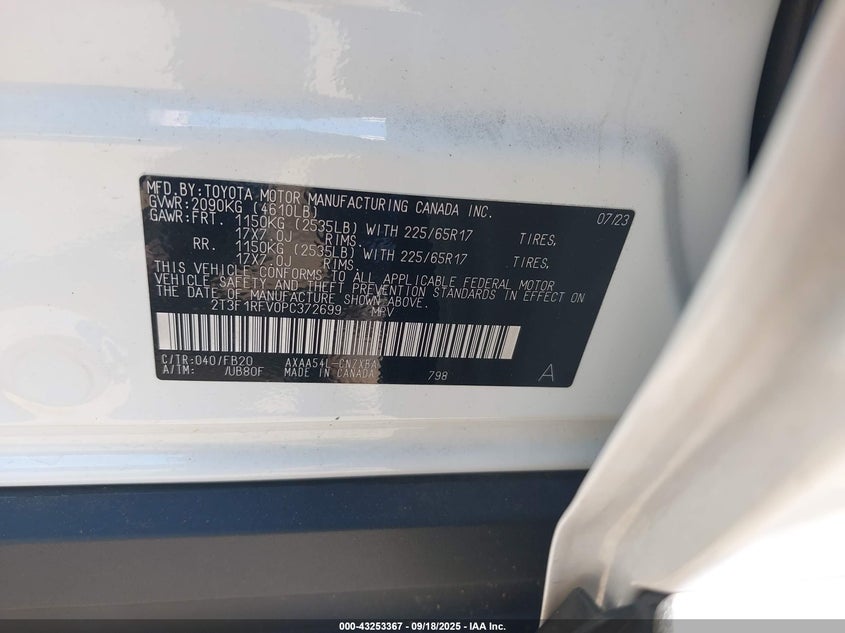 MFD.BY:TOYOTA MOTOR MANUFACTURING CANADA INC. 07/23
GVWR:2090KG (4610LB)
GAWR:FRT. 1150KG (2535LB) WITH 225/65R17 TIRES,
17X7.0J RIMS.
RR. 1150KG (2535LB) WITH 225/65R17 TIRES,
17X7.0J RIMS.
THIS VEHICLE CONFORMS TO ALL APPLICABLE FEDERAL MOTOR
VEHICLE SAFETY AND THEFT PREVENTION STANDARDS IN EFFECT ON
THE DATE OF MANUFACTURE SHOWN ABOVE.
2T3F1RFV0PC372699 MPV
C/TR:040/FB20 AXAA54L-CNZXBA
A/TM: /UB80F MADE IN CANADA 798 A
000-43253367 - 09/18/2025 - IAA Inc.